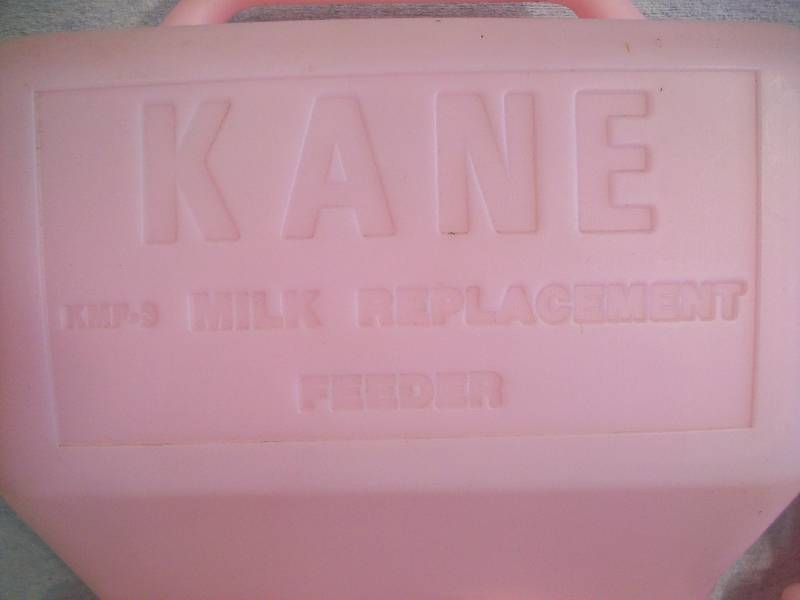 KANE
KMF-3 MILK REPLACEMENT
FEEDER